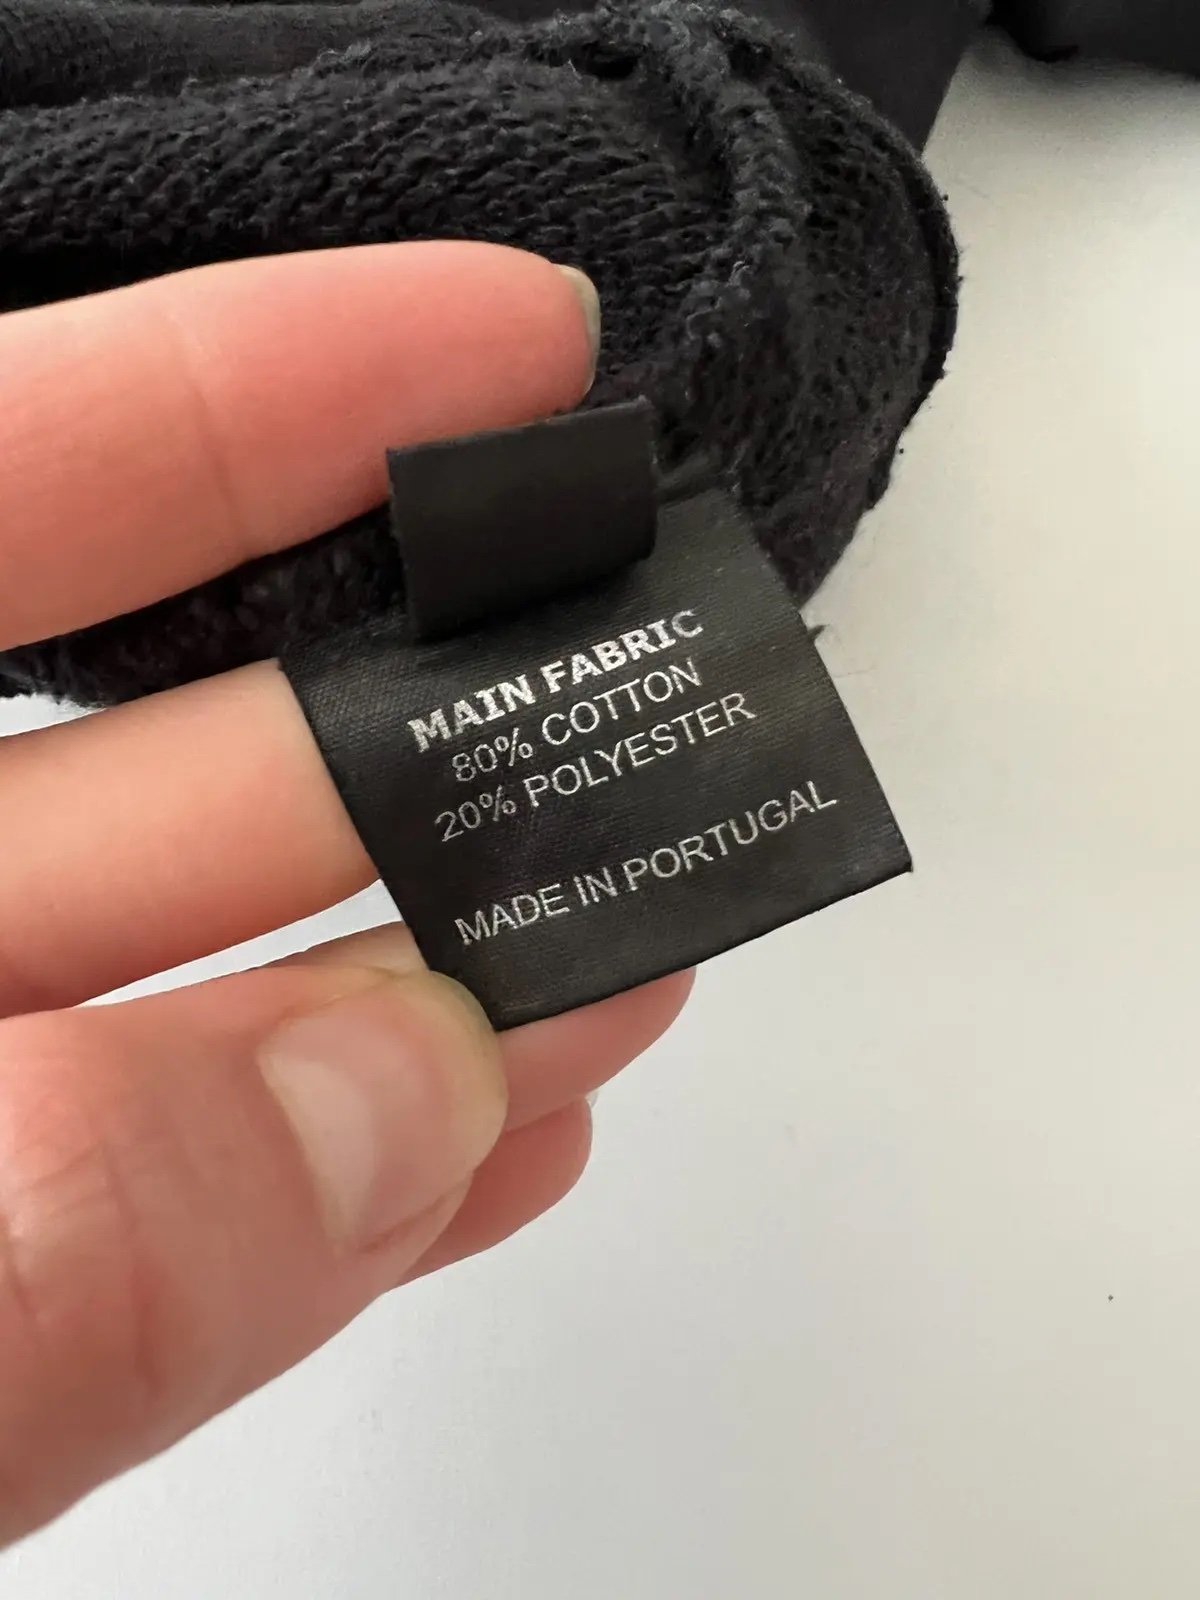 MAIN FABRIC
80% COTTON
20% POLYESTER
MADE IN PORTUGAL